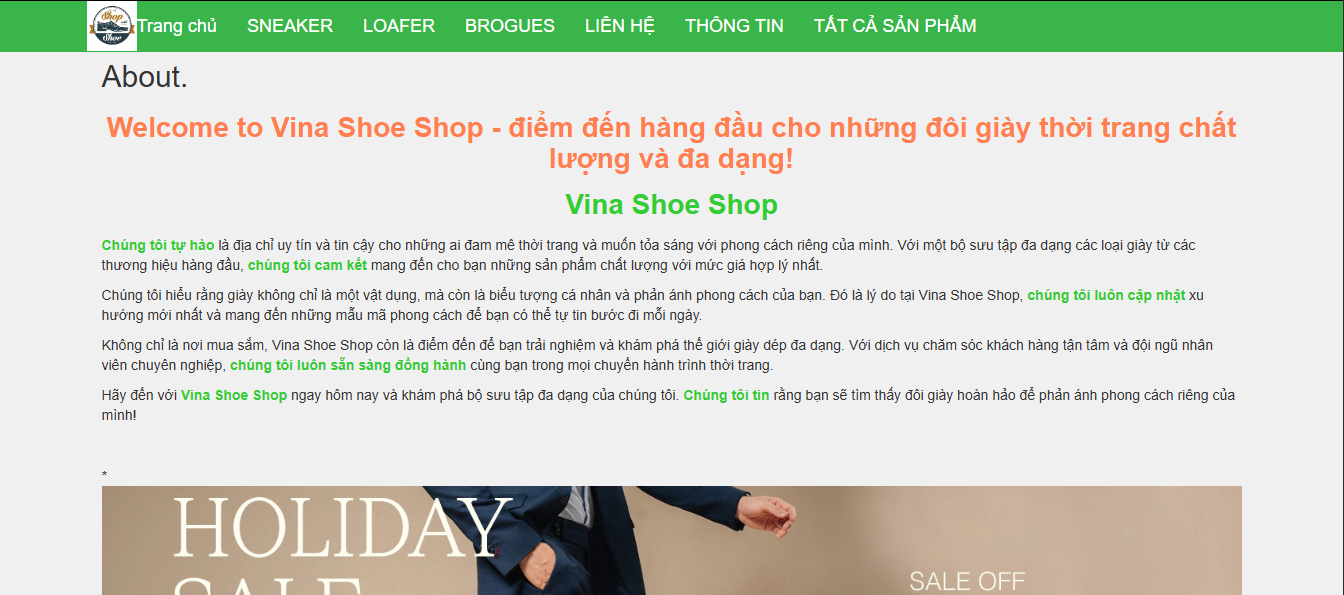 Shop
Shoe
Trang chủ SNEAKER LOAFER BROGUES LIÊN HỆ THÔNG TIN TẤT CẢ SẢN PHẨM
About.
Welcome to Vina Shoe Shop - điểm đến hàng đầu cho những đôi giày thời trang chất
lượng và đa dạng!
Vina Shoe Shop
Chúng tôi tự hào là địa chỉ uy tín và tin cậy cho những ai đam mê thời trang và muốn tỏa sáng với phong cách riêng của mình. Với một bộ sưu tập đa dạng các loại giày từ các
thương hiệu hàng đầu, chúng tôi cam kết mang đến cho bạn những sản phẩm chất lượng với mức giá hợp lý nhất.
Chúng tôi hiểu rằng giày không chỉ là một vật dụng, mà còn là biểu tượng cá nhân và phản ánh phong cách của bạn. Đó là lý do tại Vina Shoe Shop, chúng tôi luôn cập nhật xu
hướng mới nhất và mang đến những mẫu mã phong cách để bạn có thể tự tin bước đi mỗi ngày.
Không chỉ là nơi mua sắm, Vina Shoe Shop còn là điểm đến để bạn trải nghiệm và khám phá thế giới giày dép đa dạng. Với dịch vụ chăm sóc khách hàng tận tâm và đội ngũ nhân
viên chuyên nghiệp, chúng tôi luôn sẵn sàng đồng hành cùng bạn trong mọi chuyến hành trình thời trang.
Hãy đến với Vina Shoe Shop ngay hôm nay và khám phá bộ sưu tập đa dạng của chúng tôi. Chúng tôi tin rằng bạn sẽ tìm thấy đôi giày hoàn hảo để phản ánh phong cách riêng của
mình!
*
HOLIDAY
SALE
SALE OFF